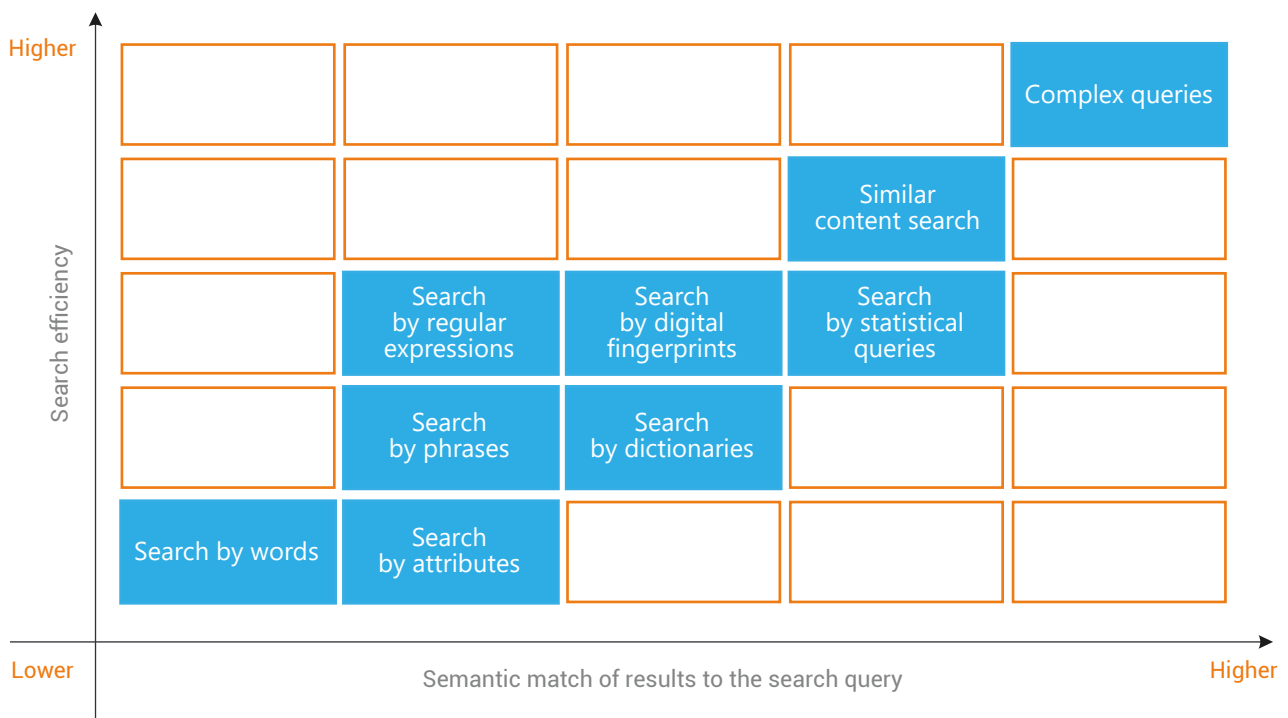 Higher
Complex queries
Similar
content search
Search efficiency
Search
by regular
expressions
Search
by digital
fingerprints
Search
by statistical
queries
Search
by phrases
Search
by dictionaries
Search by words
Search
by attributes
Lower
Semantic match of results to the search query
Higher